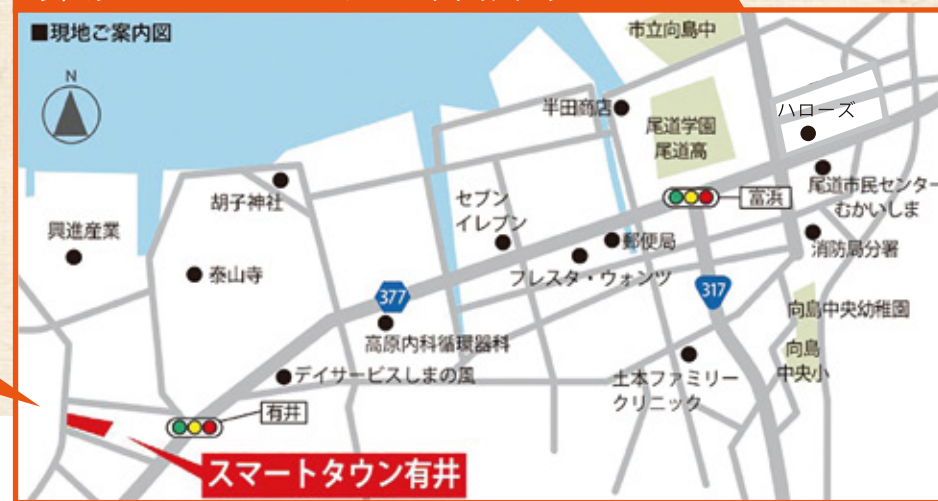 ■現地ご案内図
N
市立向島中
半田商店
尾道学園
尾道高
ハローズ
胡子神社
セブン
イレブン
富浜
尾道市民センター
むかいしま
興進産業
郵便局
消防局分署
泰山寺
フレスタ・ウォンツ
377
317
向島中央幼稚園
高原内科循環器科
向島
中央小
デイサービスしまの風
土本ファミリー
クリニック
有井
スマートタウン有井